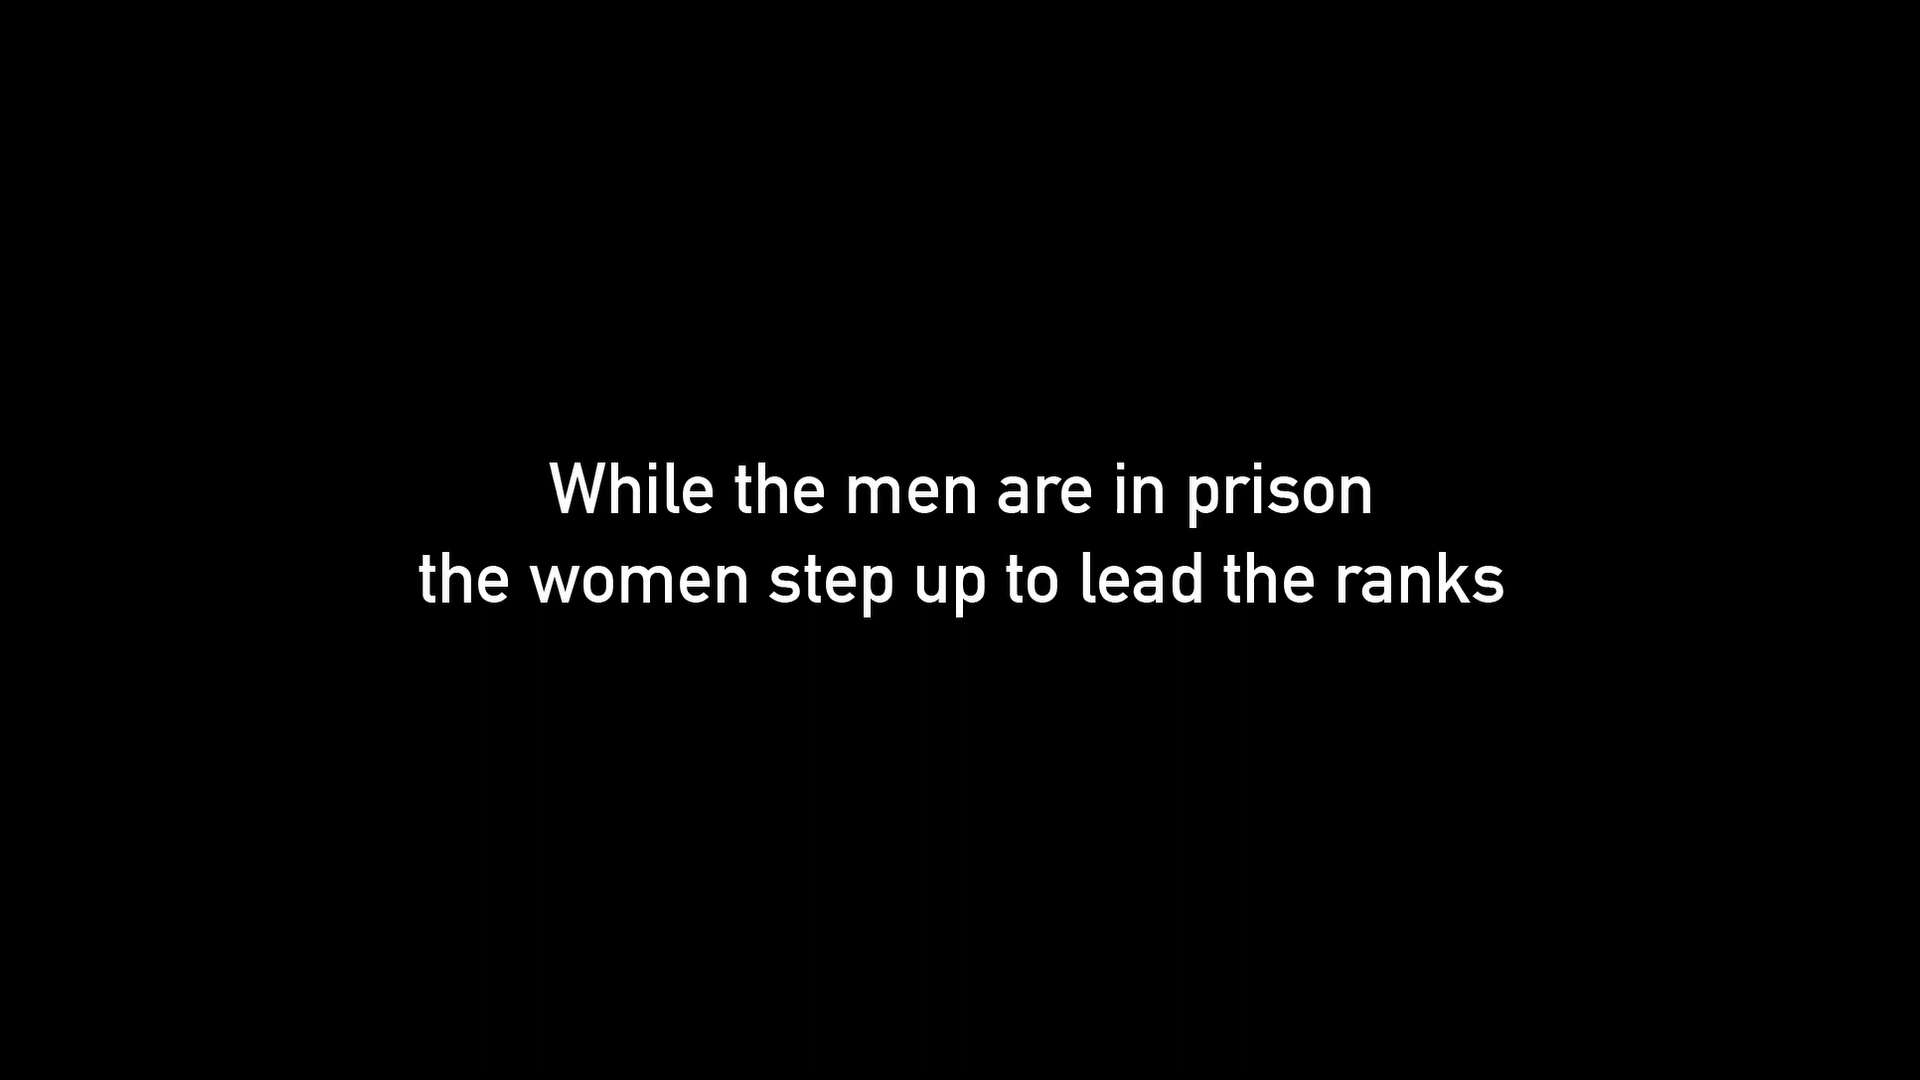 While the men are in prison
the women step up to lead the ranks